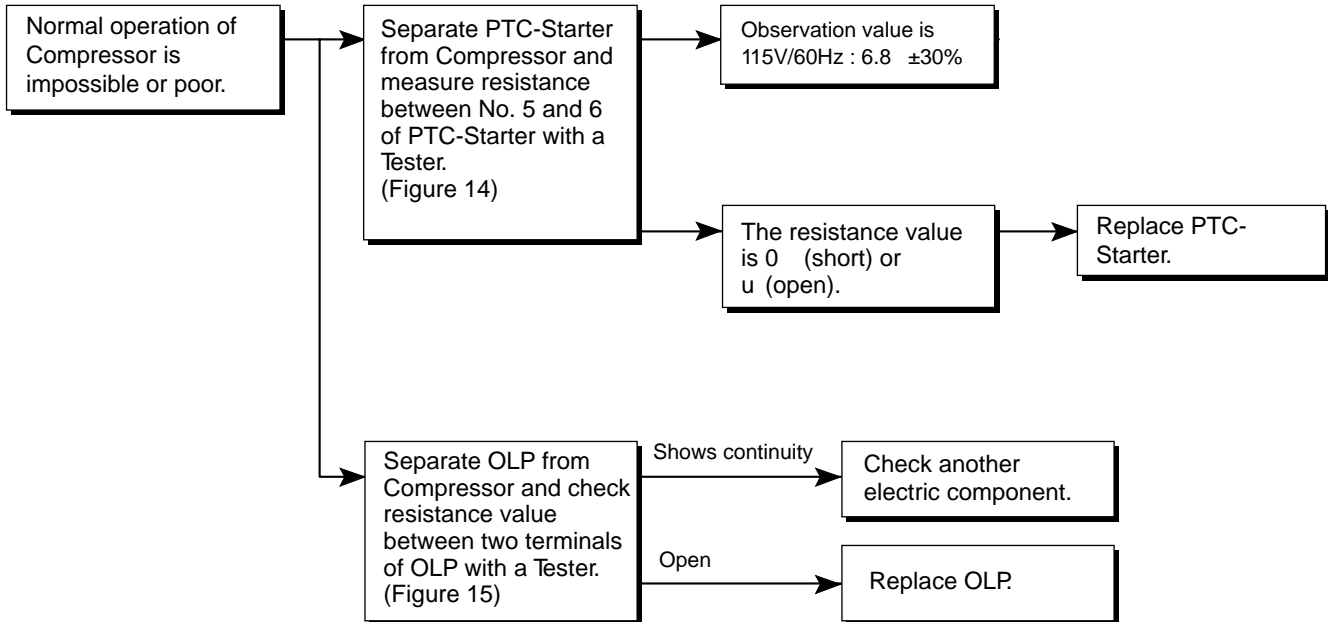 Normal operation of
Compressor is
impossible or poor.
Separate PTC-Starter
from Compressor and
measure resistance
between No. 5 and 6
of PTC-Starter with a
Tester.
(Figure 14)
Observation value is
115V/60Hz : 6.8 ±30%
The resistance value
is 0 (short) or
u (open).
Replace PTC-
Starter.
Separate OLP from
Compressor and check
resistance value
between two terminals
of OLP with a Tester.
(Figure 15)
Shows continuity
Check another
electric component.
Open
Replace OLP.